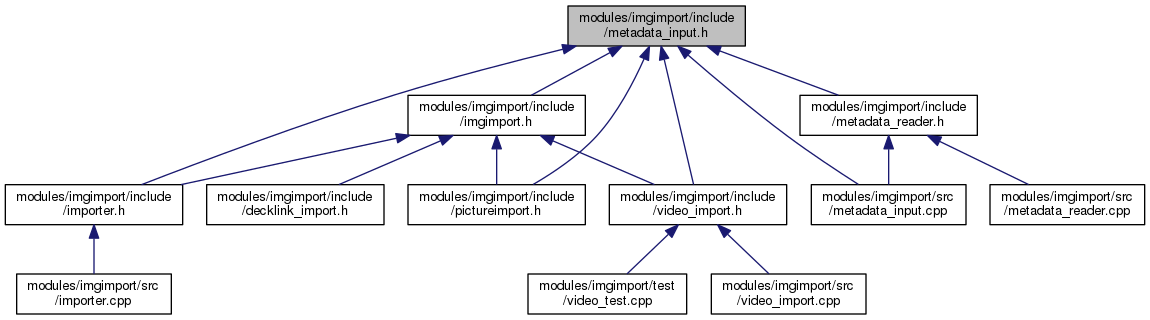 modules/imgimport/include
/metadata_input.h
modules/imgimport/include
/imgimport.h
modules/imgimport/include
/metadata_reader.h
modules/imgimport/include
/importer.h
modules/imgimport/include
/decklink_import.h
modules/imgimport/include
/pictureimport.h
modules/imgimport/include
/video_import.h
modules/imgimport/src
/metadata_input.cpp
modules/imgimport/src
/metadata_reader.cpp
modules/imgimport/src
/importer.cpp
modules/imgimport/test
/video_test.cpp
modules/imgimport/src
/video_import.cpp